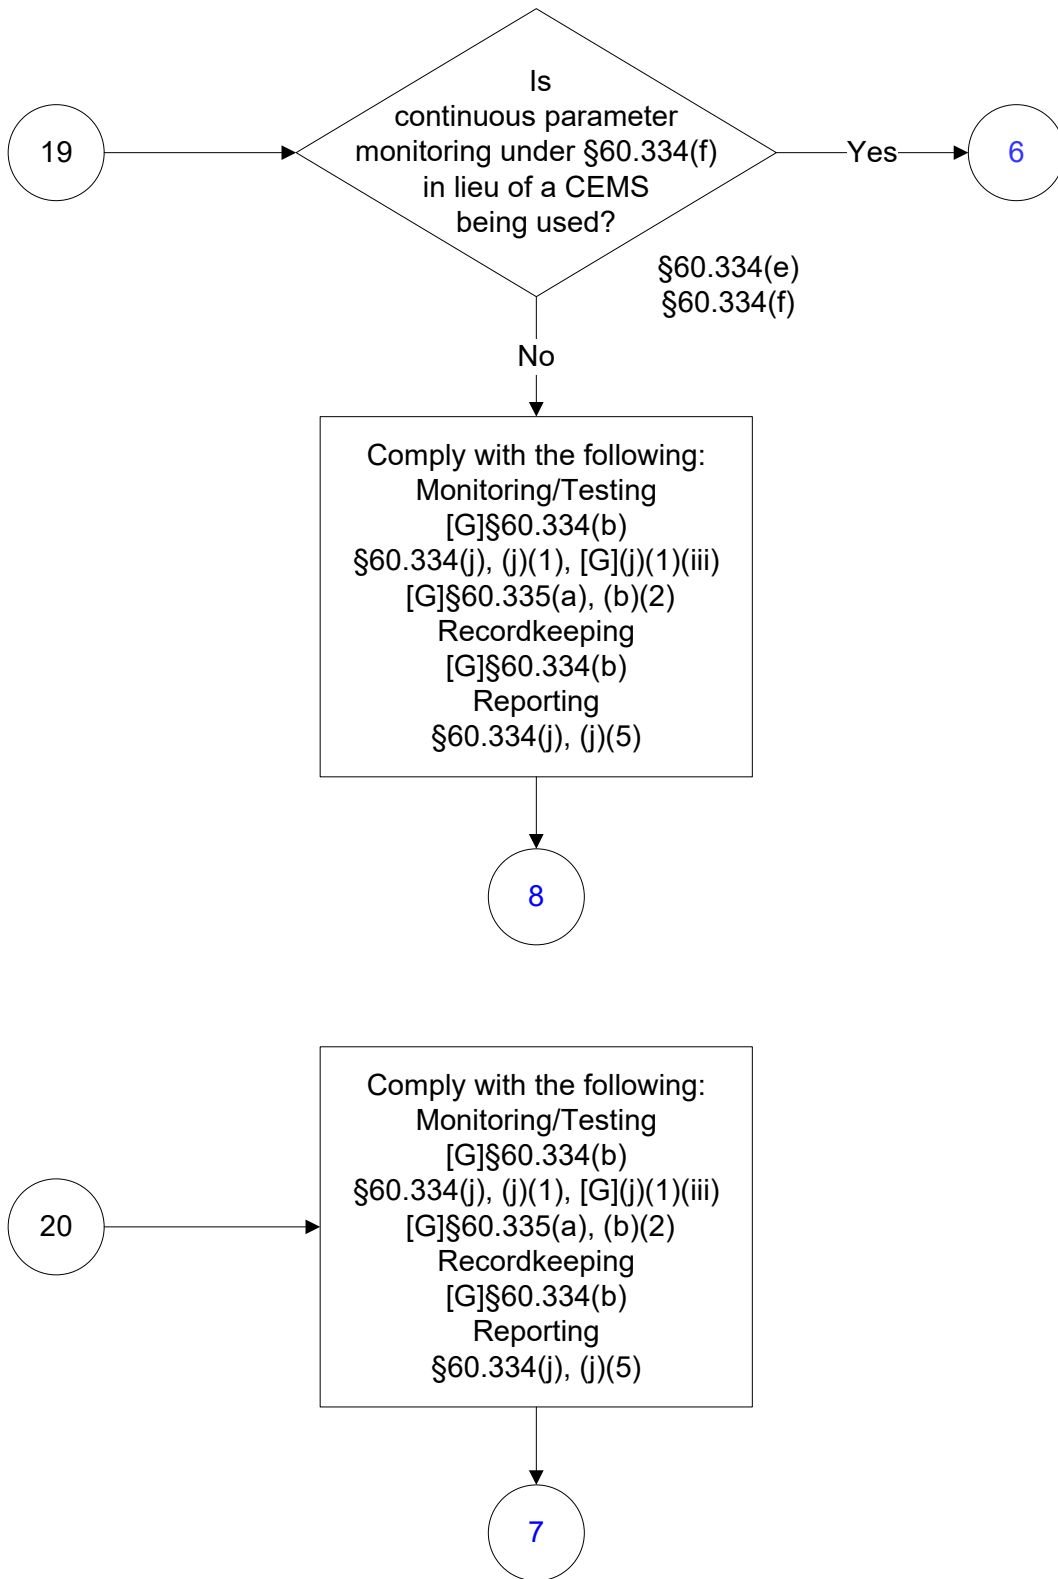 Is
continuous parameter
19
monitoring under §60.334(f)
Yes
6
in lieu of a CEMS
being used?
§60.334(e)
§60.334(f)
No
Comply with the following:
Monitoring/Testing
[G]§60.334(b)
§60.334(j), (j)(1), [G](j)(1)(iii)
[G]§60.335(a), (b)(2)
Recordkeeping
[G]§60.334(b)
Reporting
§60.334(j), (j)(5)
8
Comply with the following:
Monitoring/Testing
[G]§60.334(b)
§60.334(j), (j)(1), [G](j)(1)(iii)
20
[G]§60.335(a), (b)(2)
Recordkeeping
[G]§60.334(b)
Reporting
§60.334(j), (j)(5)
7